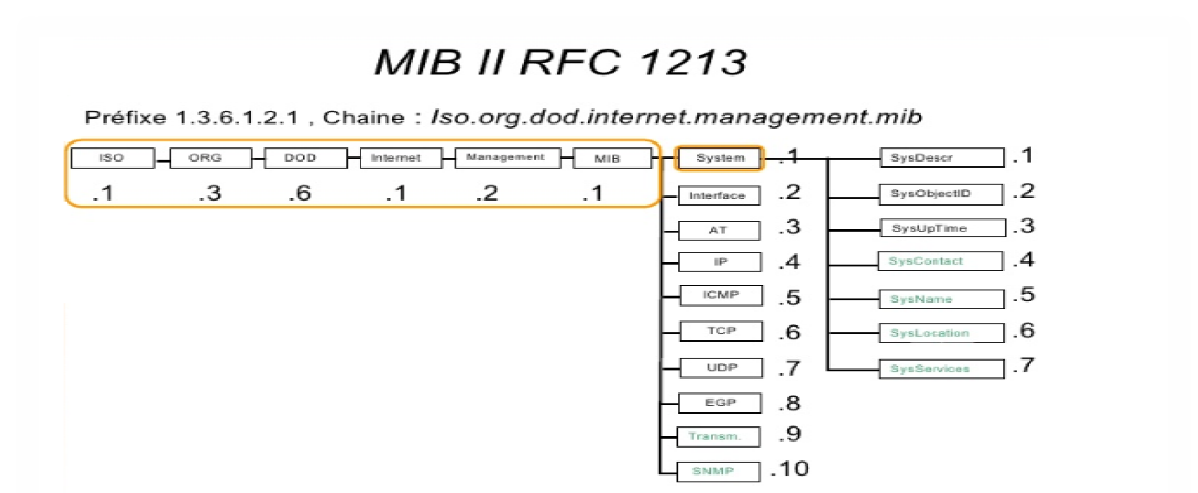 MIB II RFC 1213
Préfixe 1.3.6.1.2.1 , Chaine : Iso.org.dod.internet.management.mib
ISO ORG DOD Internet Management MIB System .1 SysDescr .1
.1 .3 .6 .1 .2 .1 Interface .2 SysObjectID .2
AT .3 SysUpTime .3
IP .4 SysContact .4
ICMP .5 SysName .5
TCP .6 SysLocation .6
UDP .7 SysServices .7
EGP .8
Transm. .9
SNMP .10